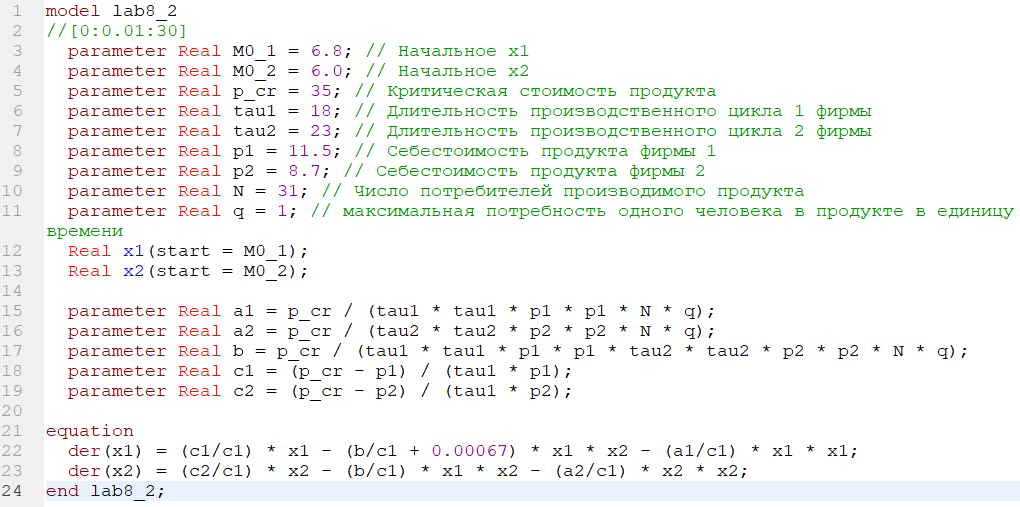 1 model lab8_2
2 //[0:0.01:30]
3   parameter Real M0_1 = 6.8; // Начальное x1
4   parameter Real M0_2 = 6.0; // Начальное x2
5   parameter Real p_cr = 35; // Критическая стоимость продукта
6   parameter Real tau1 = 18; // Длительность производственного цикла 1 фирмы
7   parameter Real tau2 = 23; // Длительность производственного цикла 2 фирмы
8   parameter Real p1 = 11.5; // Себестоимость продукта фирмы 1
9   parameter Real p2 = 8.7; // Себестоимость продукта фирмы 2
10   parameter Real N = 31; // Число потребителей производимого продукта
11   parameter Real q = 1; // максимальная потребность одного человека в продукте в единицу
времени
12   Real x1(start = M0_1);
13   Real x2(start = M0_2);
14
15   parameter Real a1 = p_cr / (tau1 * tau1 * p1 * p1 * N * q);
16   parameter Real a2 = p_cr / (tau2 * tau2 * p2 * p2 * N * q);
17   parameter Real b = p_cr / (tau1 * tau1 * p1 * p1 * tau2 * tau2 * p2 * p2 * N * q);
18   parameter Real c1 = (p_cr - p1) / (tau1 * p1);
19   parameter Real c2 = (p_cr - p2) / (tau1 * p2);
20
21 equation
22   der(x1) = (c1/c1) * x1 - (b/c1 + 0.00067) * x1 * x2 - (a1/c1) * x1 * x1;
23   der(x2) = (c2/c1) * x2 - (b/c1) * x1 * x2 - (a2/c1) * x2 * x2;
24 end lab8_2;